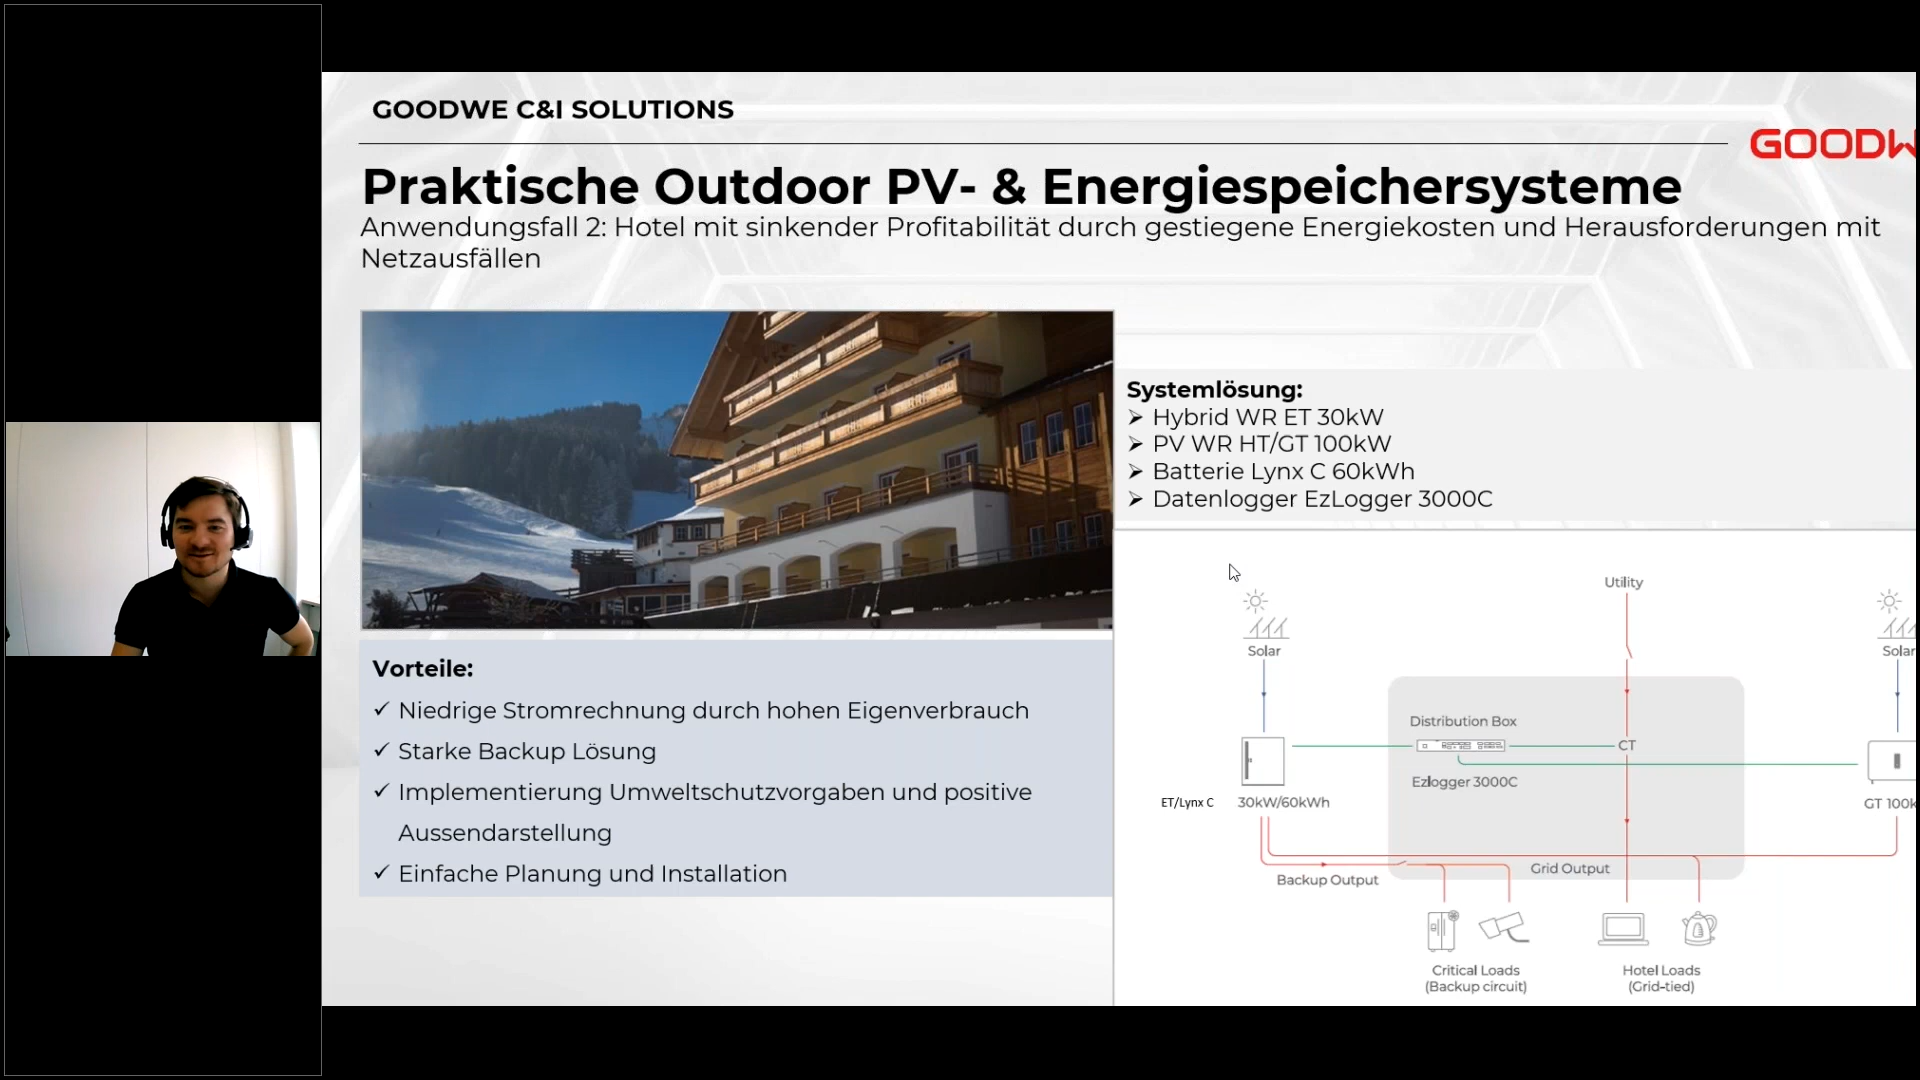 GOODWE C&I SOLUTIONS
GOODW
Praktische Outdoor PV- & Energiespeichersysteme
Anwendungsfall 2: Hotel mit sinkender Profitabilität durch gestiegene Energiekosten und Herausforderungen mit
Netzausfällen
Systemlösung:
➢ Hybrid WR ET 30kW
➢ PV WR HT/GT 100kW
➢ Batterie Lynx C 60kWh
➢ Datenlogger EzLogger 3000C
Vorteile:
✓ Niedrige Stromrechnung durch hohen Eigenverbrauch
✓ Starke Backup Lösung
✓ Implementierung Umweltschutzvorgaben und positive
Aussendarstellung
✓ Einfache Planung und Installation
Utility
Solar
Solar
Distribution Box
CT
Ezlogger 3000C
ET/Lynx C
30kW/60kWh
GT 100k
Backup Output
Grid Output
Critical Loads
(Backup circuit)
Hotel Loads
(Grid-tied)